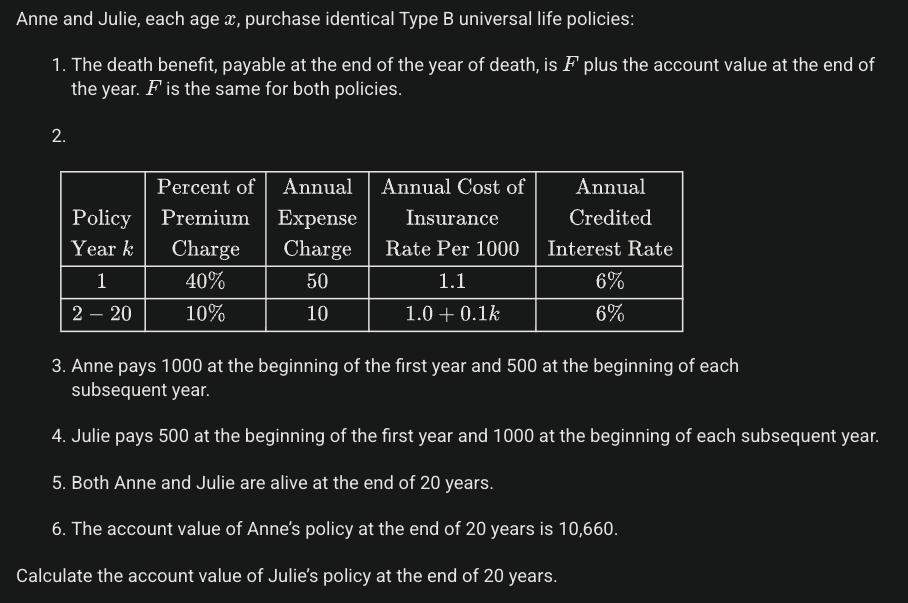 Anne and Julie, each age x, purchase identical Type B universal life policies:
1. The death benefit, payable at the end of the year of death, is F plus the account value at the end of
the year. F is the same for both policies.
2.
Policy Year k | Percent of Premium Charge | Annual Expense Charge | Annual Cost of Insurance Rate Per 1000 | Annual Credited Interest Rate
1 | 40% | 50 | 1.1 | 6%
2 – 20 | 10% | 10 | 1.0 + 0.1k | 6%
3. Anne pays 1000 at the beginning of the first year and 500 at the beginning of each
subsequent year.
4. Julie pays 500 at the beginning of the first year and 1000 at the beginning of each subsequent year.
5. Both Anne and Julie are alive at the end of 20 years.
6. The account value of Anne’s policy at the end of 20 years is 10,660.
Calculate the account value of Julie’s policy at the end of 20 years.